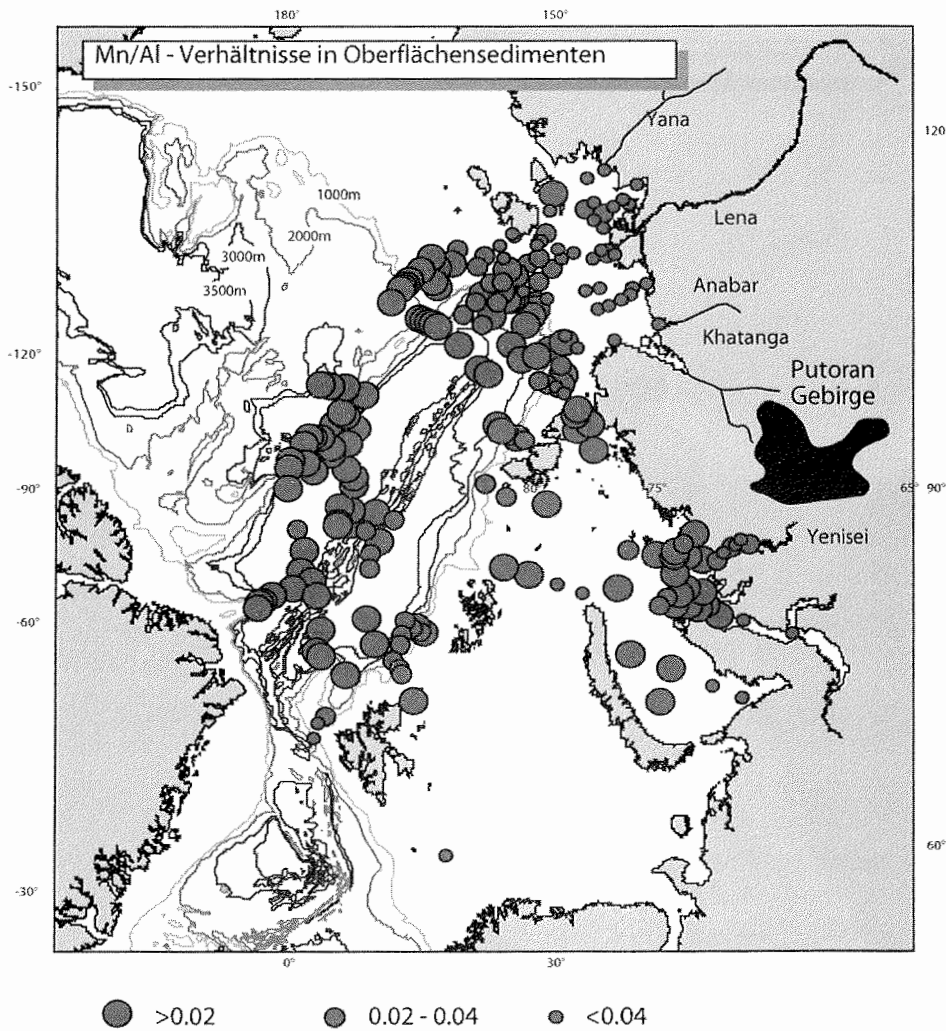 180°
150°
Mn/Al - Verhältnisse in Oberflächensedimenten
-150°
Yana
120
1000m
Lena
2000m
3000m
Anabar
3500m
Khatanga
-120°
Putoran
Gebirge
-90°
80°
75°
65°
90°
Yenisei
-60°
60°
-30°
0°
30°
>0.02
0.02 - 0.04
<0.04